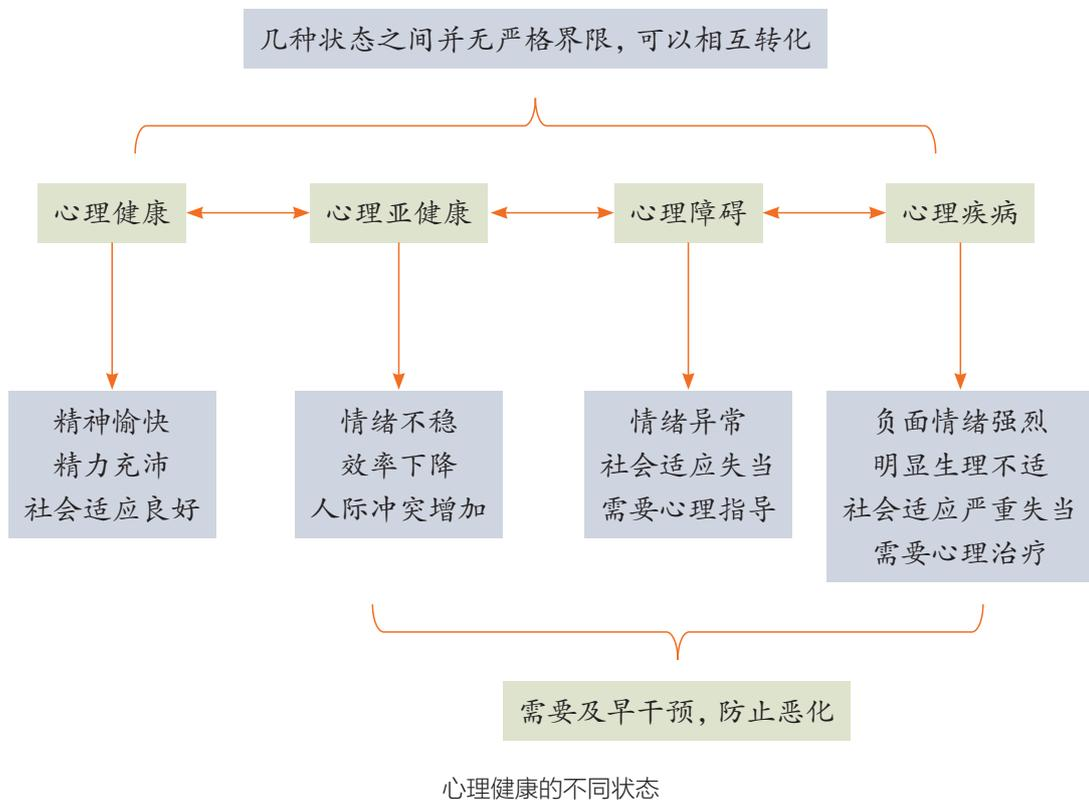 几种状态之间并无严格界限，可以相互转化
心理健康
心理亚健康
心理障碍
心理疾病
精神愉快
精力充沛
社会适应良好
情绪不稳
效率下降
人际冲突增加
情绪异常
社会适应失当
需要心理指导
负面情绪强烈
明显生理不适
社会适应严重失当
需要心理治疗
需要及早干预，防止恶化
心理健康的不同状态